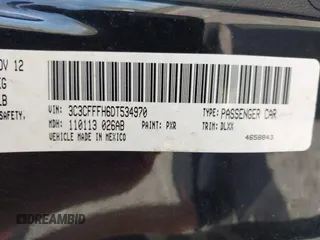 OV 12
KG
LB
SAFETY.
VIN: 3C3CFFFH6DT534970 TYPE: PASSENGER CAR
MDH: 110113 026AB PAINT: PXR TRIM: DLXX
VEHICLE MADE IN MEXICO 4658843
DREAMBID